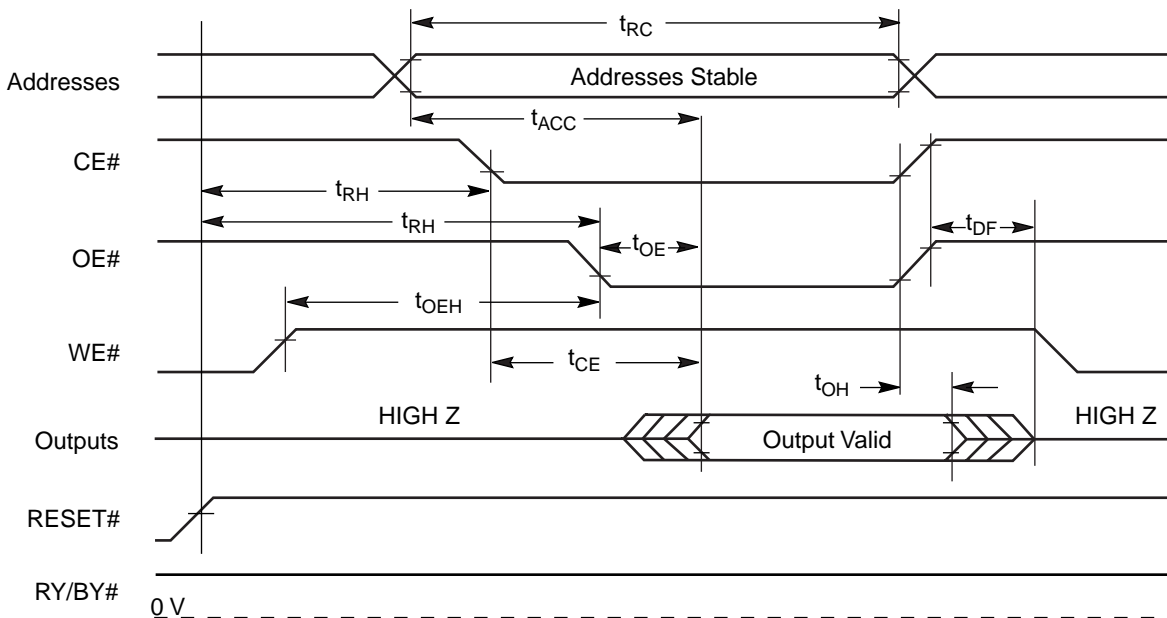 tRC
Addresses
Addresses Stable
tACC
CE#
tRH
tRH
tDF
OE#
tOE
tOEH
WE#
tCE
tOH
HIGH Z
HIGH Z
Outputs
Output Valid
RESET#
RY/BY#
0 V